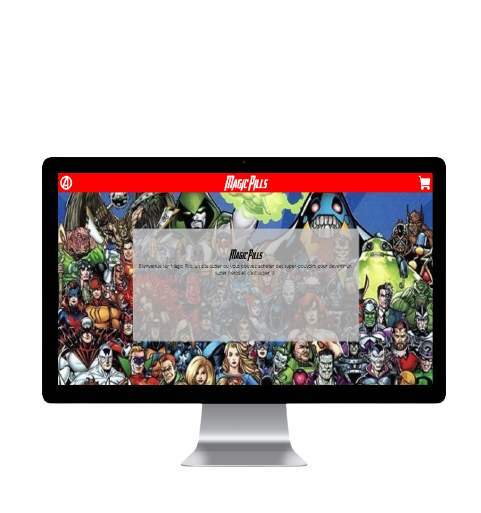 Magic Pills
Magic Pills
Bienvenue sur Magic Pills, un site super où vous pouvez acheter des super-pouvoirs pour devenir un
super héros et c'est super !